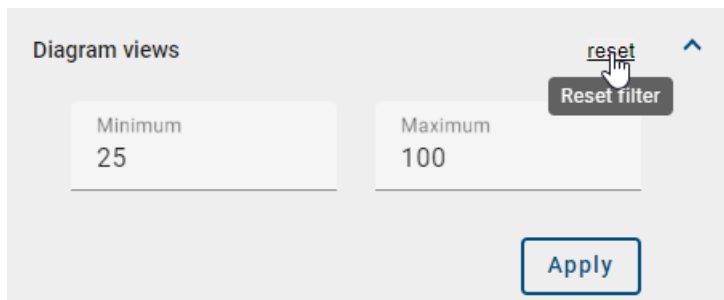 Diagram views reset
Reset filter
Minimum Maximum
25 100
Apply